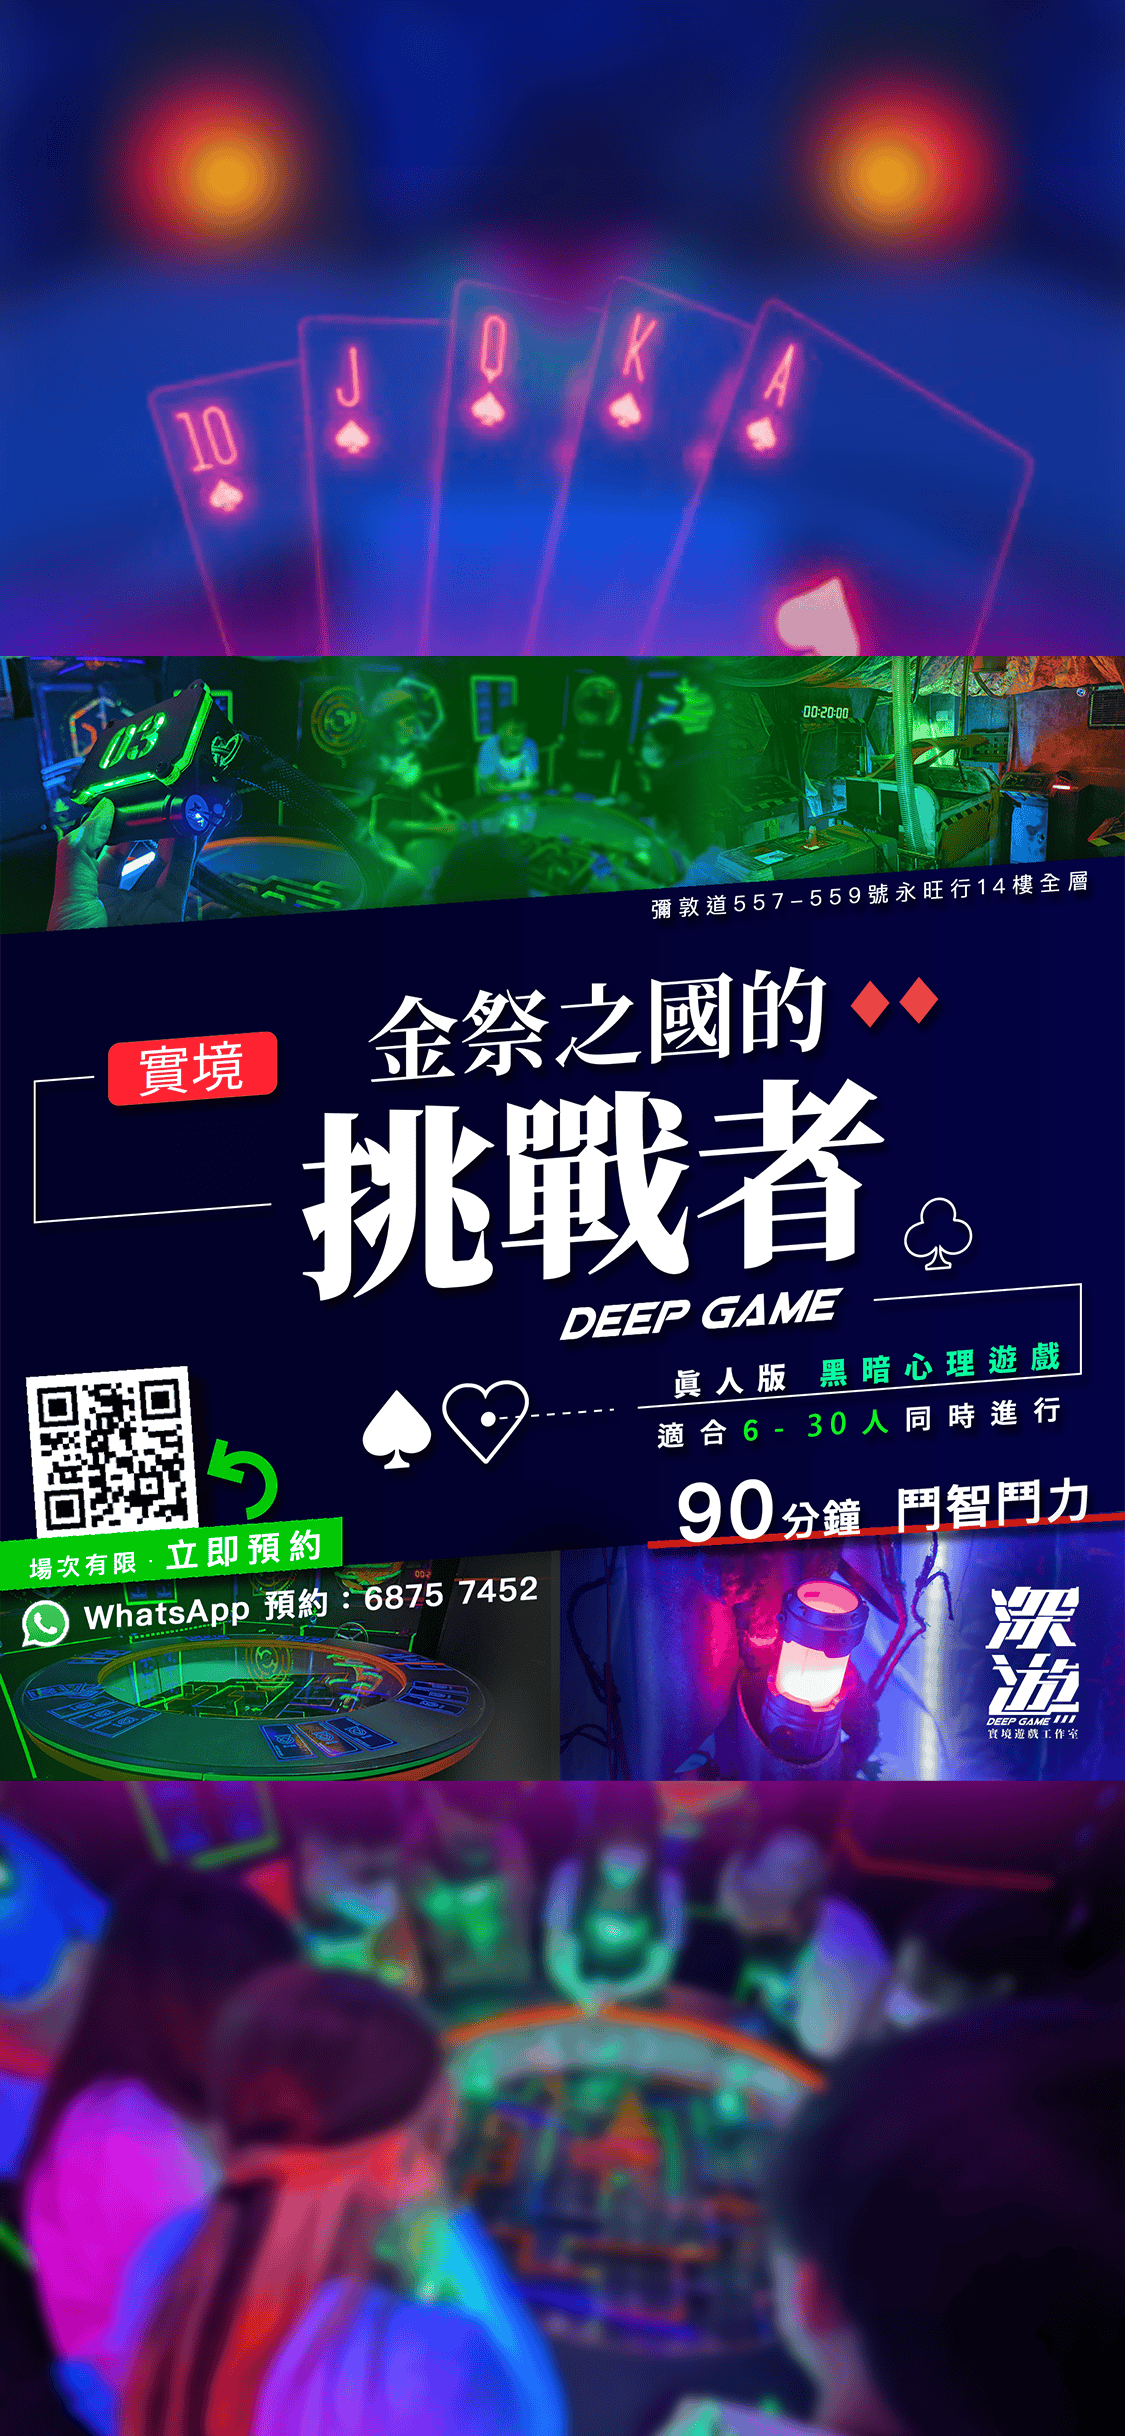 10
J
Q
K
A
03
00:20:00
彌敦道557-559號永旺行14樓全層
實境
金祭之國的
挑戰者
DEEP GAME
眞人版 黑暗心理遊戲
適合6-30人同時進行
90分鐘 鬥智鬥力
場次有限·立即預約
WhatsApp 預約：6875 7452
深遊
DEEP GAME
實境遊戲工作室